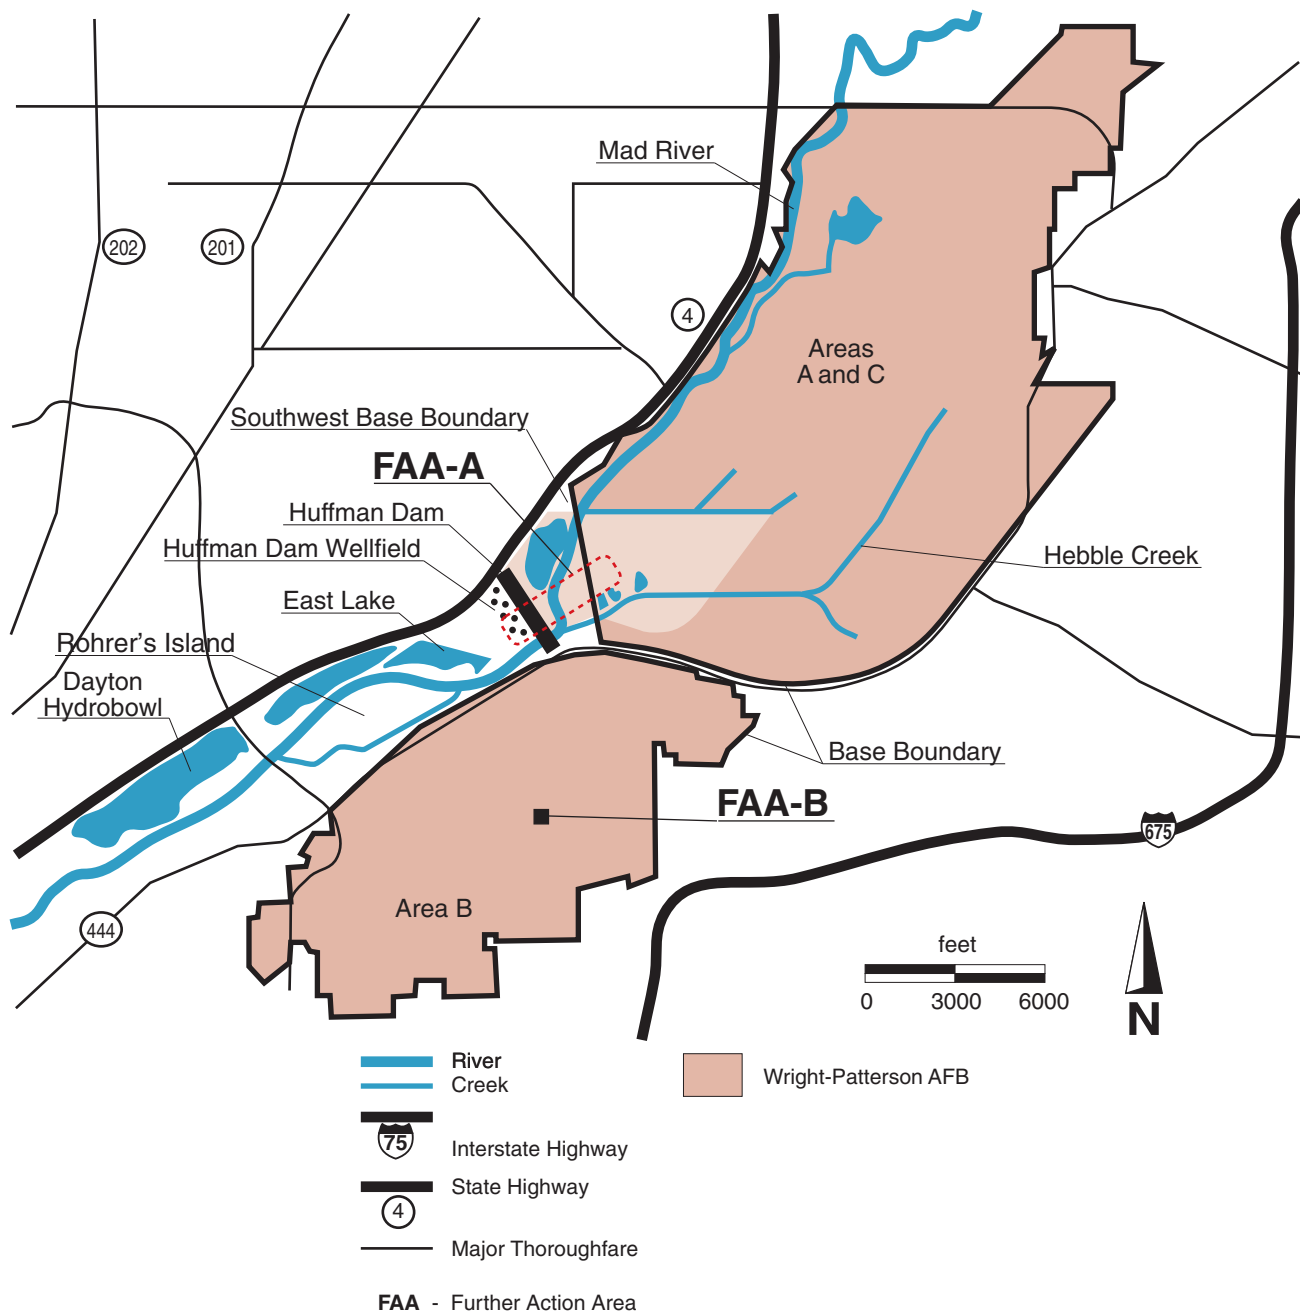 Mad River
202
201
4
Areas
A and C
Southwest Base Boundary
FAA-A
Huffman Dam
Huffman Dam Wellfield
Hebble Creek
East Lake
Rohrer's Island
Dayton
Hydrobowl
Base Boundary
FAA-B
675
Area B
444
feet
0 3000 6000
N
River
Creek
Wright-Patterson AFB
75
Interstate Highway
State Highway
4
Major Thoroughfare
FAA - Further Action Area